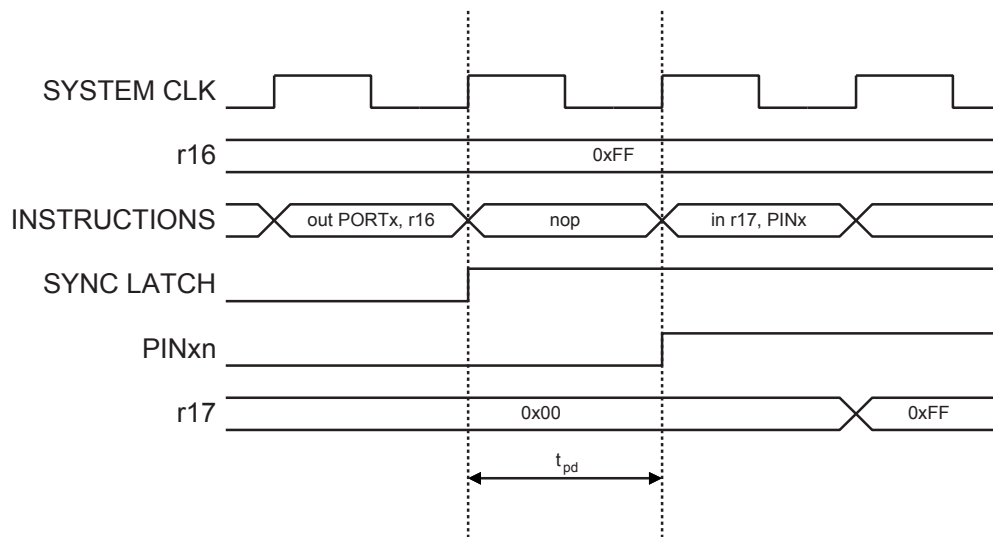 SYSTEM CLK
r16
0xFF
INSTRUCTIONS
out PORTx, r16
nop
in r17, PINx
SYNC LATCH
PINxn
r17
0x00
0xFF
tpd